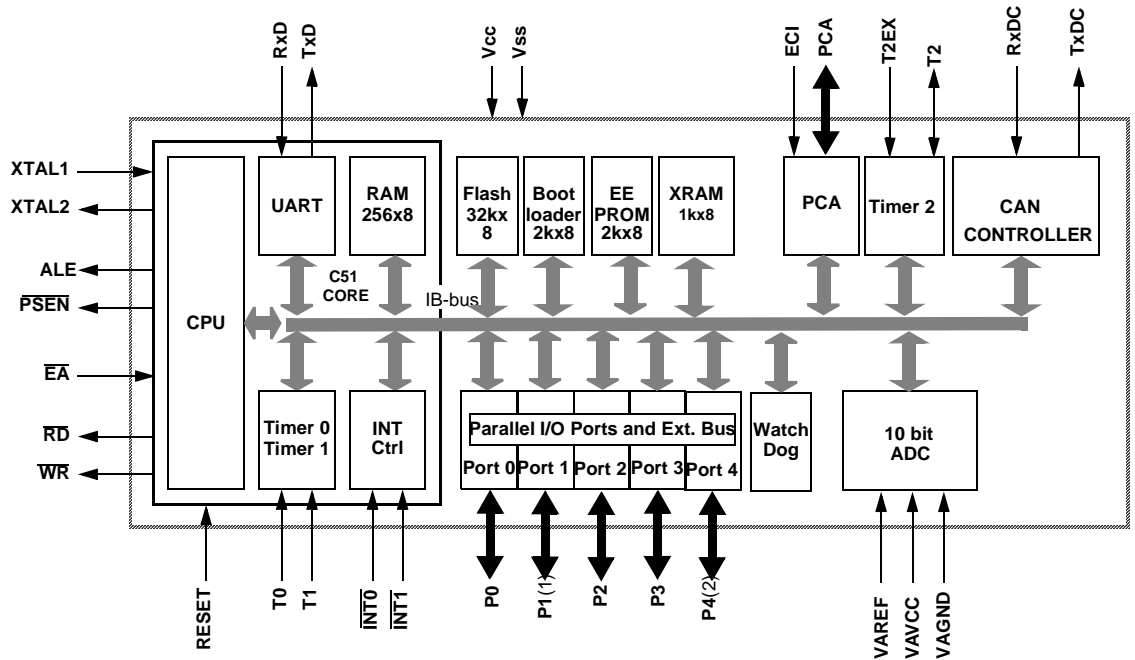 RxD
TxD
Vcc
Vss
ECI
PCA
T2EX
T2
RxDC
TxDC
XTAL1
XTAL2
ALE
PSEN
EA
RD
WR
CPU
UART
RAM
256x8
C51
CORE
IB-bus
Flash
32kx
8
Boot
loader
2kx8
EE
PROM
2kx8
XRAM
1kx8
PCA
Timer 2
CAN
CONTROLLER
Timer 0
Timer 1
INT
Ctrl
Parallel I/O Ports and Ext. Bus
Port 0
Port 1
Port 2
Port 3
Port 4
Watch
Dog
10 bit
ADC
RESET
T0
T1
INT0
INT1
P0
P1(1)
P2
P3
P4(2)
VAREF
VAVCC
VAGND